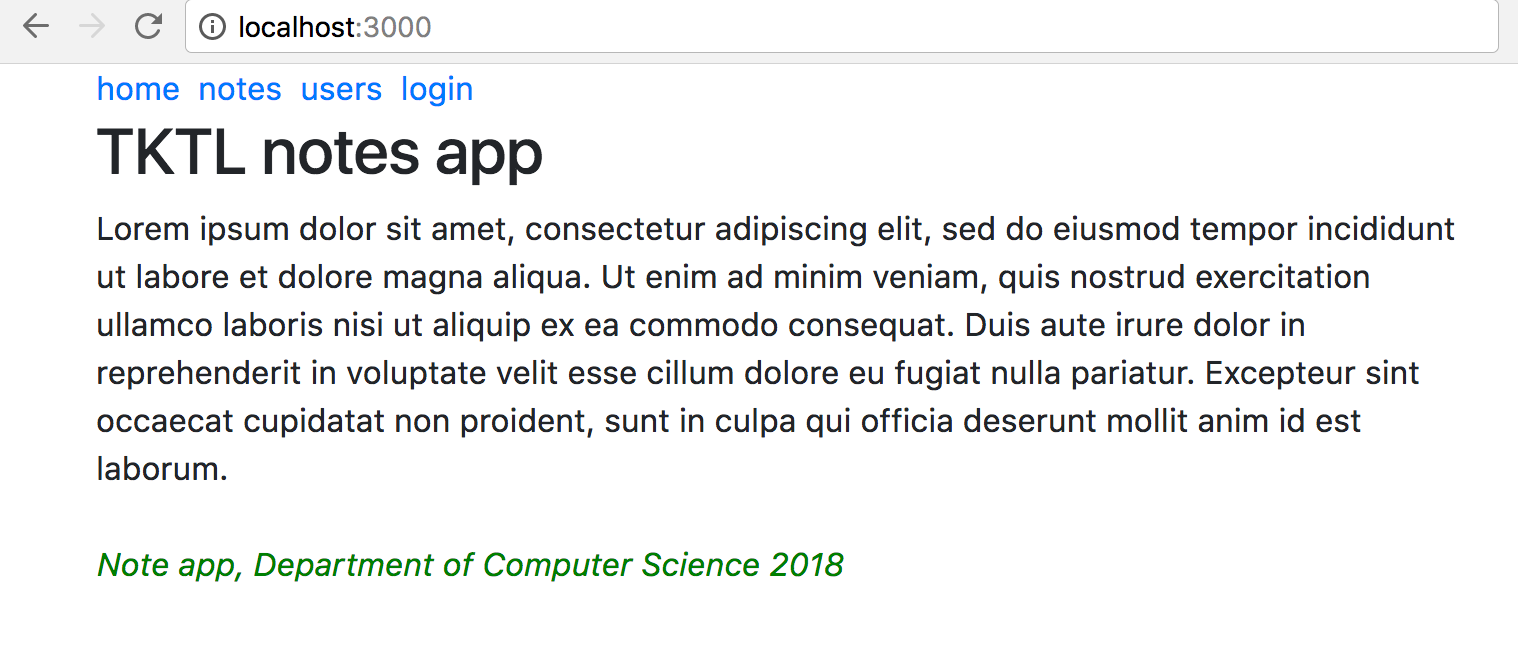 localhost:3000
home notes users login
TKTL notes app
Lorem ipsum dolor sit amet, consectetur adipiscing elit, sed do eiusmod tempor incididunt
ut labore et dolore magna aliqua. Ut enim ad minim veniam, quis nostrud exercitation
ullamco laboris nisi ut aliquip ex ea commodo consequat. Duis aute irure dolor in
reprehenderit in voluptate velit esse cillum dolore eu fugiat nulla pariatur. Excepteur sint
occaecat cupidatat non proident, sunt in culpa qui officia deserunt mollit anim id est
laborum.
Note app, Department of Computer Science 2018